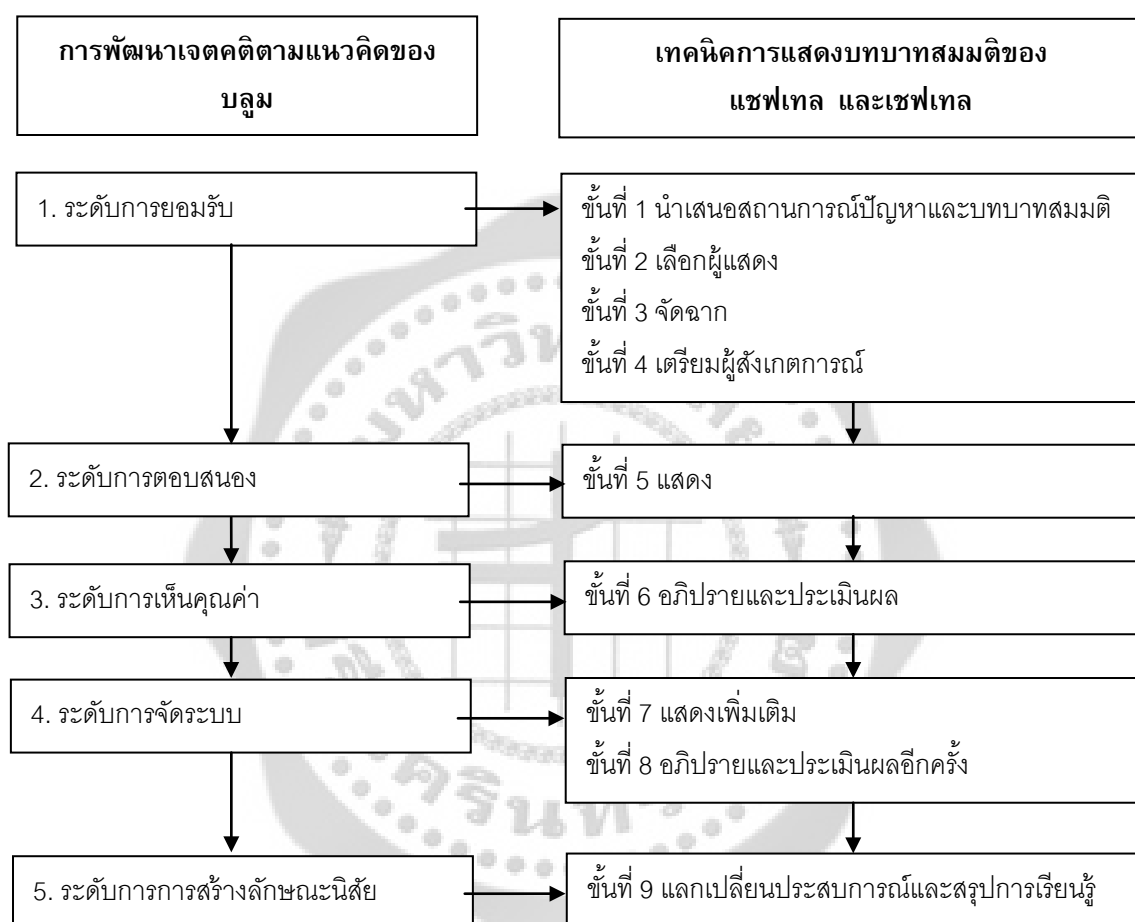 การพัฒนาเจตคติตามแนวคิดของ
บลูม
เทคนิคการแสดงบทบาทสมมติของ
แชฟเทล และเชฟเทล
1. ระดับการยอมรับ
ขั้นที่ 1 นำเสนอสถานการณ์ปัญหาและบทบาทสมมติ
ขั้นที่ 2 เลือกผู้แสดง
ขั้นที่ 3 จัดฉาก
ขั้นที่ 4 เตรียมผู้สังเกตการณ์
2. ระดับการตอบสนอง
ขั้นที่ 5 แสดง
3. ระดับการเห็นคุณค่า
ขั้นที่ 6 อภิปรายและประเมินผล
4. ระดับการจัดระบบ
ขั้นที่ 7 แสดงเพิ่มเติม
ขั้นที่ 8 อภิปรายและประเมินผลอีกครั้ง
5. ระดับการการสร้างลักษณะนิสัย
ขั้นที่ 9 แลกเปลี่ยนประสบการณ์และสรุปการเรียนรู้